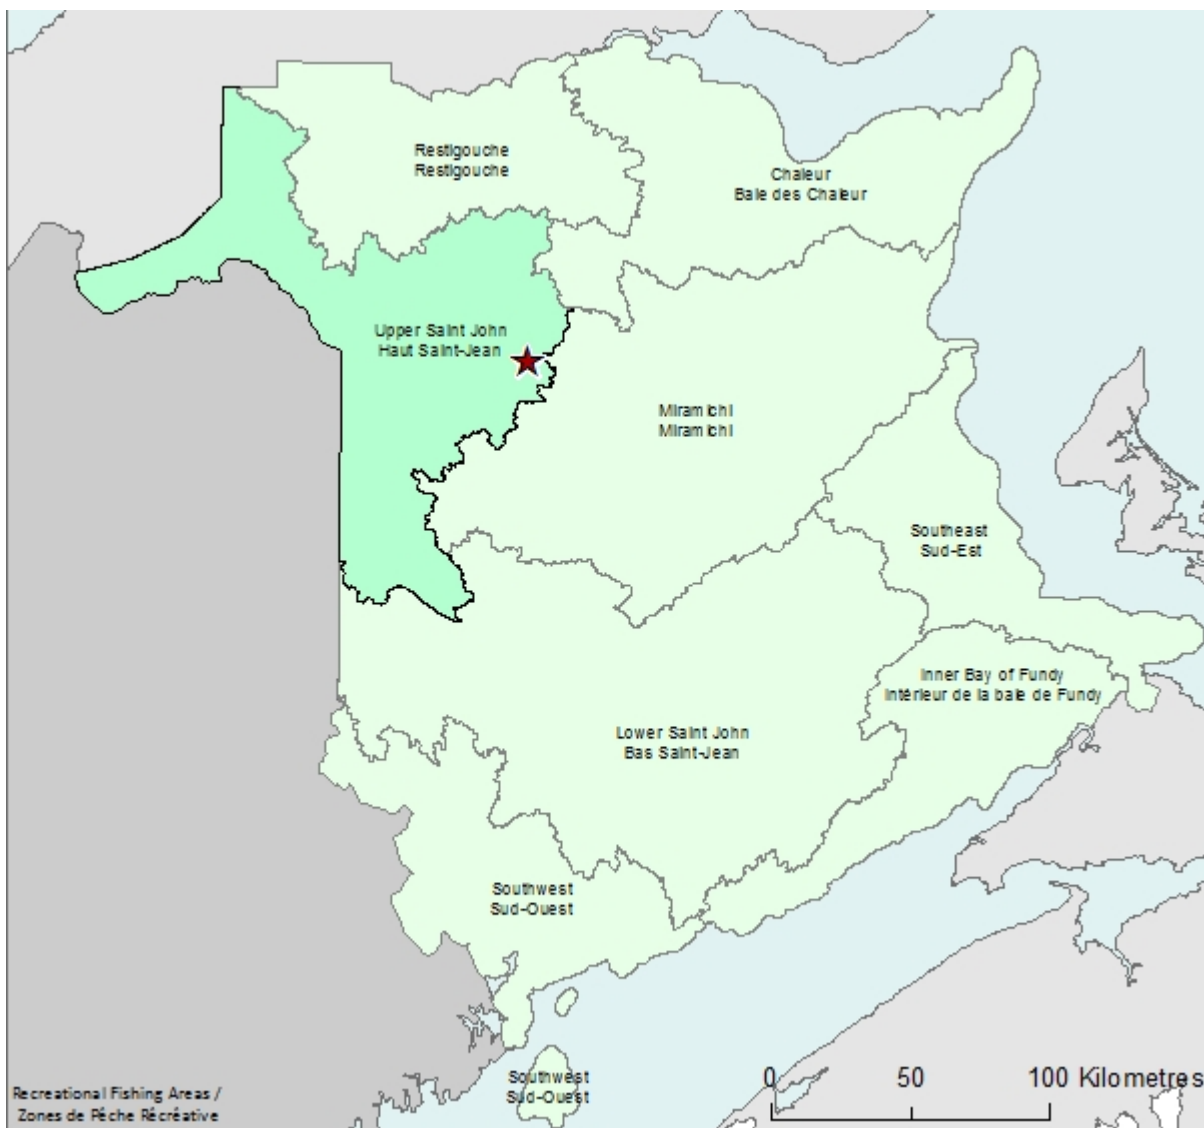 Restigouche
Restigouche
Chaleur
Baie des Chaleur
Upper Saint John
Haut Saint-Jean
Miramichi
Miramichi
Southeast
Sud-Est
Inner Bay of Fundy
Intérieur de la baie de Fundy
Lower Saint John
Bas Saint-Jean
Southwest
Sud-Ouest
Southwest
Sud-Ouest
0 50 100 Kilometres
Recreational Fishing Areas /
Zones de Pêche Récréative